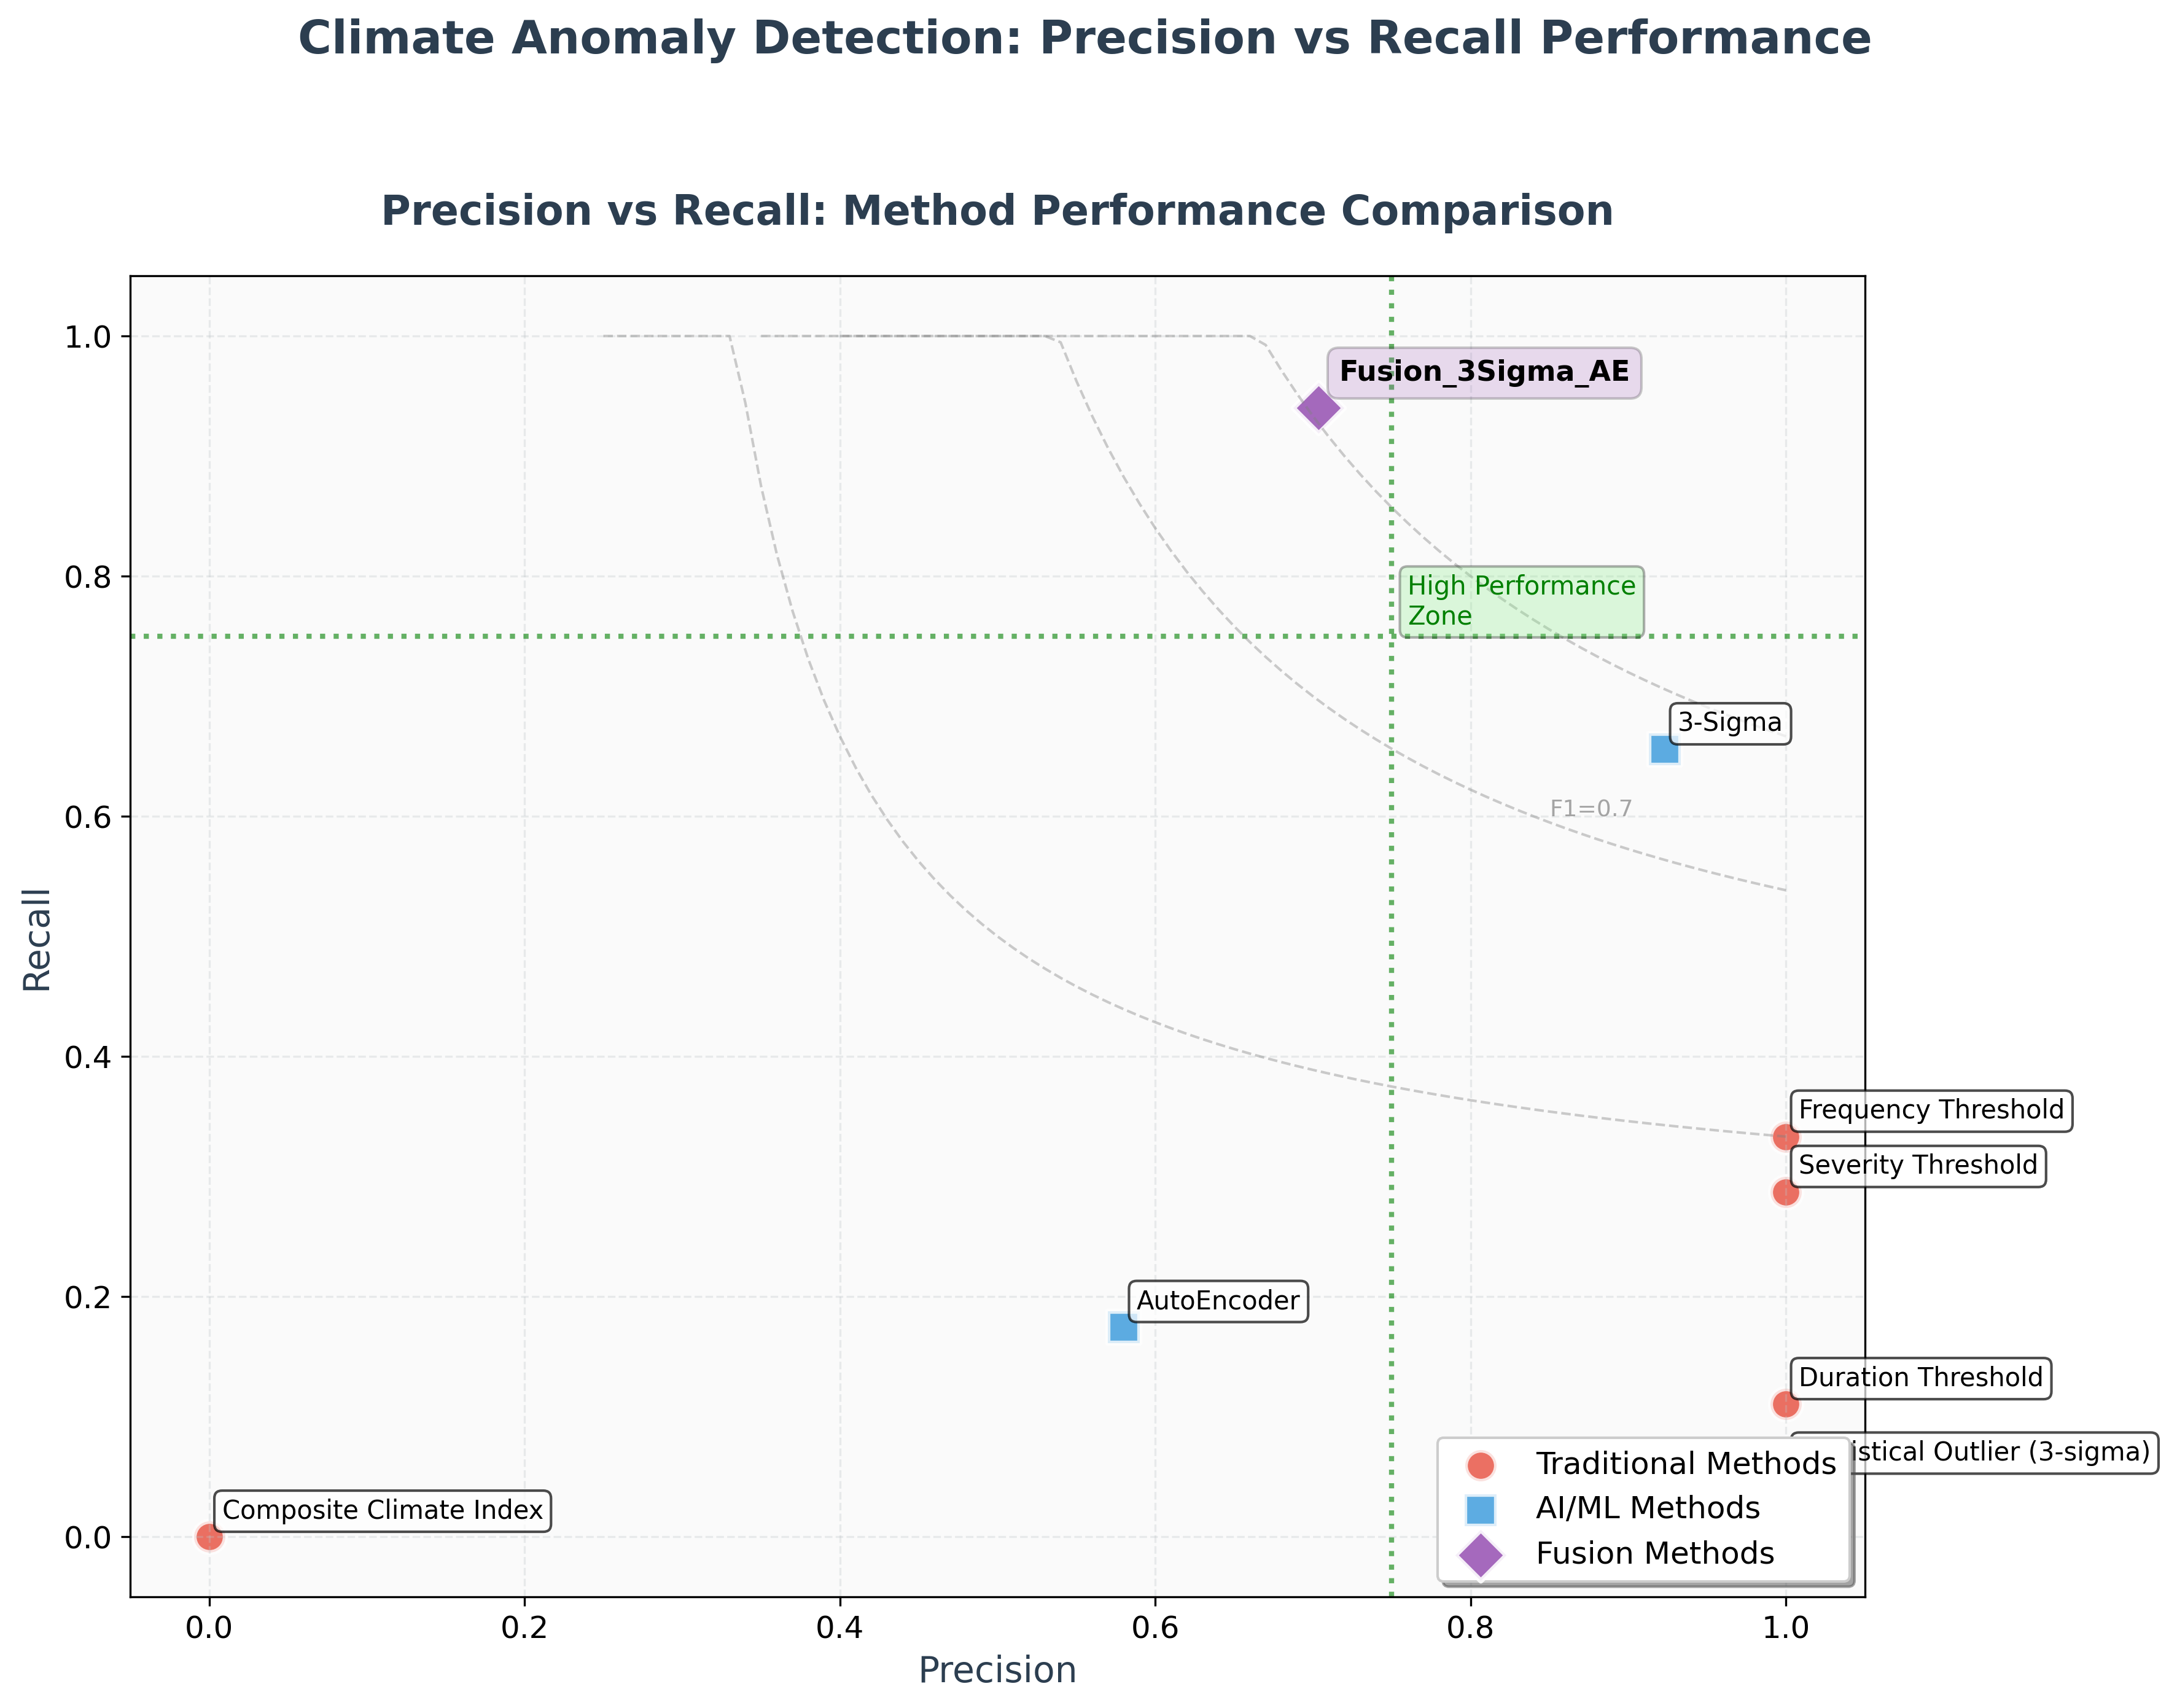 Climate Anomaly Detection: Precision vs Recall Performance
Precision vs Recall: Method Performance Comparison
1.0
0.8
0.6
0.4
0.2
0.0
Recall
Fusion_3Sigma_AE
High Performance
Zone
3-Sigma
F1=0.7
Frequency Threshold
Severity Threshold
AutoEncoder
Duration Threshold
Outlier (3-sigma)
Composite Climate Index
Traditional Methods
AI/ML Methods
Fusion Methods
0.0
0.2
0.4
0.6
0.8
1.0
Precision